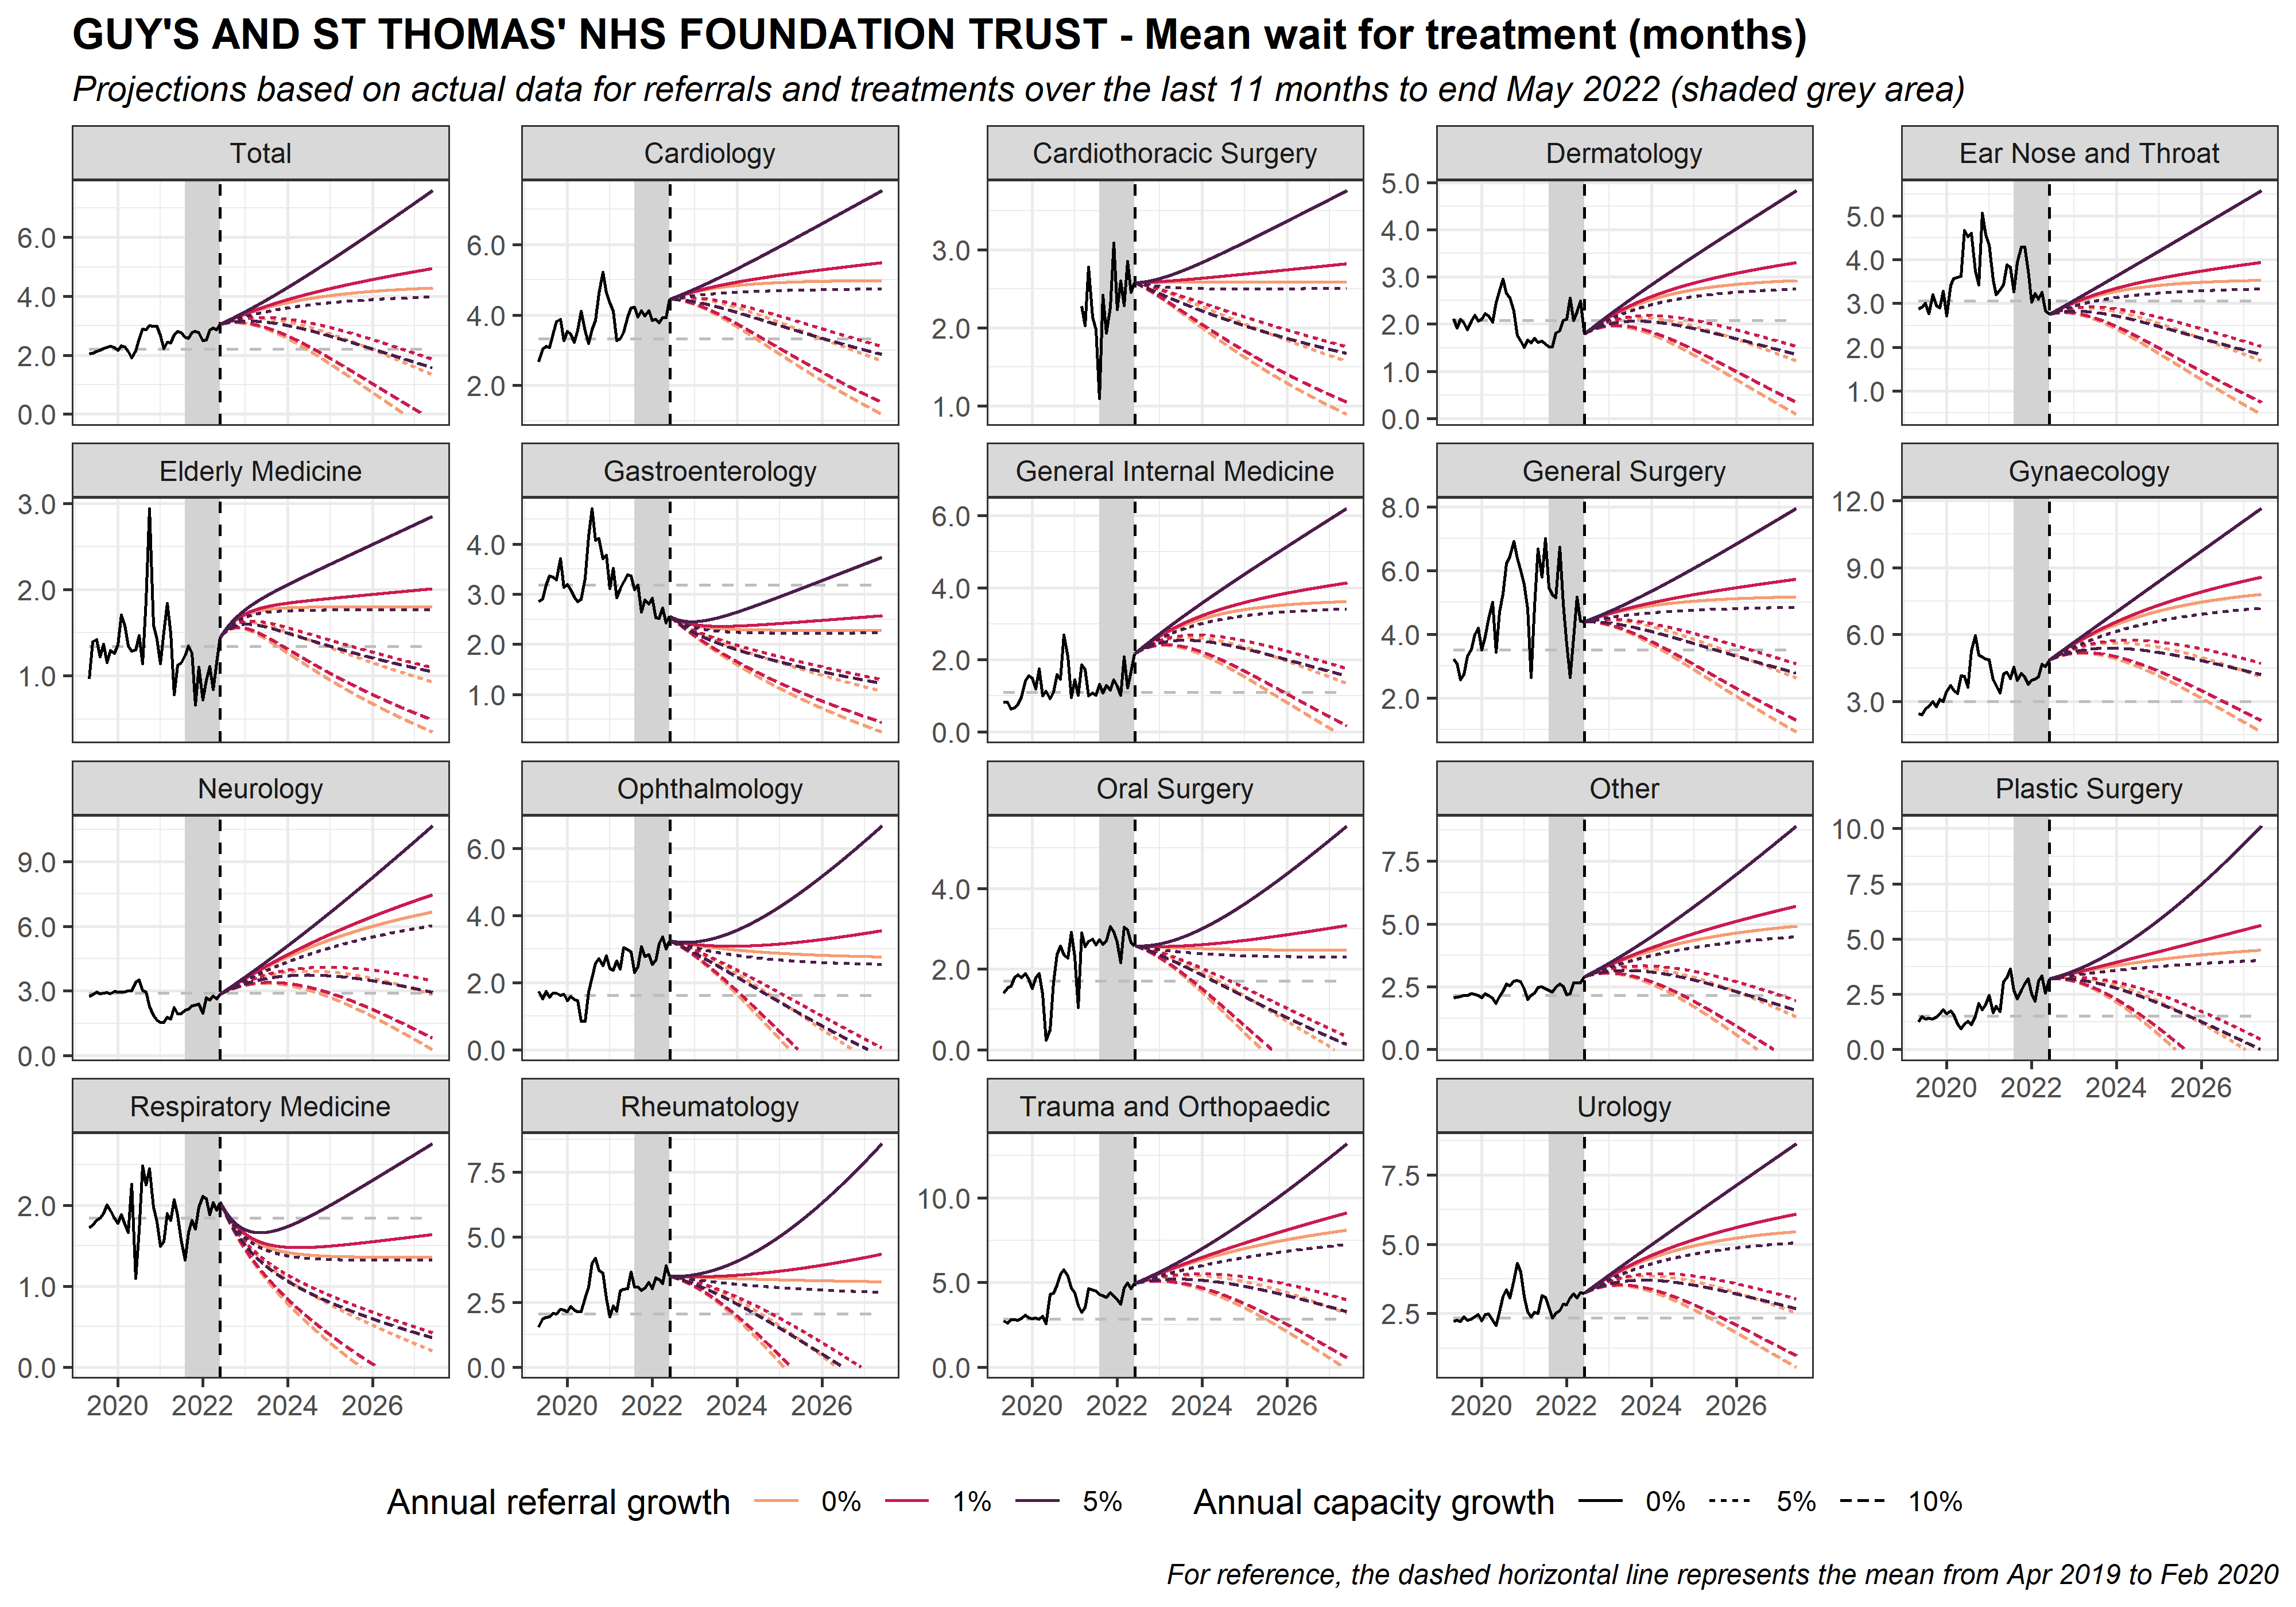 GUY'S AND ST THOMAS' NHS FOUNDATION TRUST - Mean wait for treatment (months)
Projections based on actual data for referrals and treatments over the last 11 months to end May 2022 (shaded grey area)
Total
Cardiology
Cardiothoracic Surgery
Dermatology
Ear Nose and Throat
6.0
4.0
2.0
0.0
6.0
4.0
2.0
3.0
2.0
1.0
5.0
4.0
3.0
2.0
1.0
0.0
5.0
4.0
3.0
2.0
1.0
Elderly Medicine
Gastroenterology
General Internal Medicine
General Surgery
Gynaecology
3.0
2.0
1.0
4.0
3.0
2.0
1.0
6.0
4.0
2.0
0.0
8.0
6.0
4.0
2.0
12.0
9.0
6.0
3.0
Neurology
Ophthalmology
Oral Surgery
Other
Plastic Surgery
9.0
6.0
3.0
0.0
6.0
4.0
2.0
0.0
4.0
2.0
0.0
7.5
5.0
2.5
0.0
10.0
7.5
5.0
2.5
0.0
2020 2022 2024 2026
Respiratory Medicine
Rheumatology
Trauma and Orthopaedic
Urology
2.0
1.0
0.0
7.5
5.0
2.5
0.0
10.0
5.0
0.0
7.5
5.0
2.5
2020 2022 2024 2026
2020 2022 2024 2026
2020 2022 2024 2026
2020 2022 2024 2026
Annual referral growth 0% 1% 5% Annual capacity growth 0% 5% 10%
For reference, the dashed horizontal line represents the mean from Apr 2019 to Feb 2020